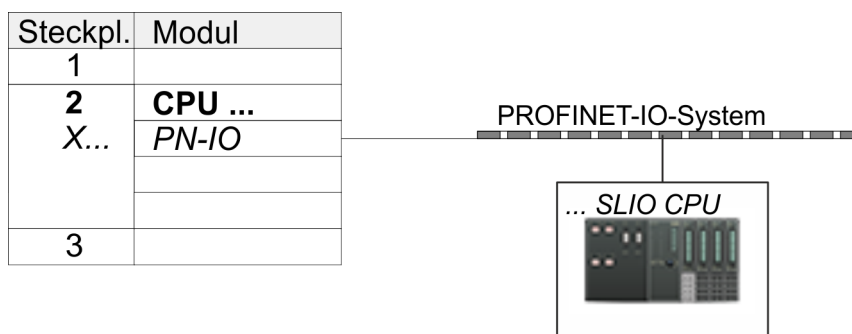 Steckpl. Modul
1
2 CPU ...
X... PN-IO
3
PROFINET-IO-System
... SLIO CPU